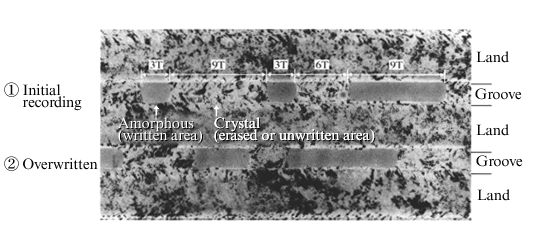 3T 9T 3T 6T 9T
Land
① Initial
recording
Groove
Amorphous
(written area)
Crystal
(erased or unwritten area)
Land
② Overwritten
Groove
Land